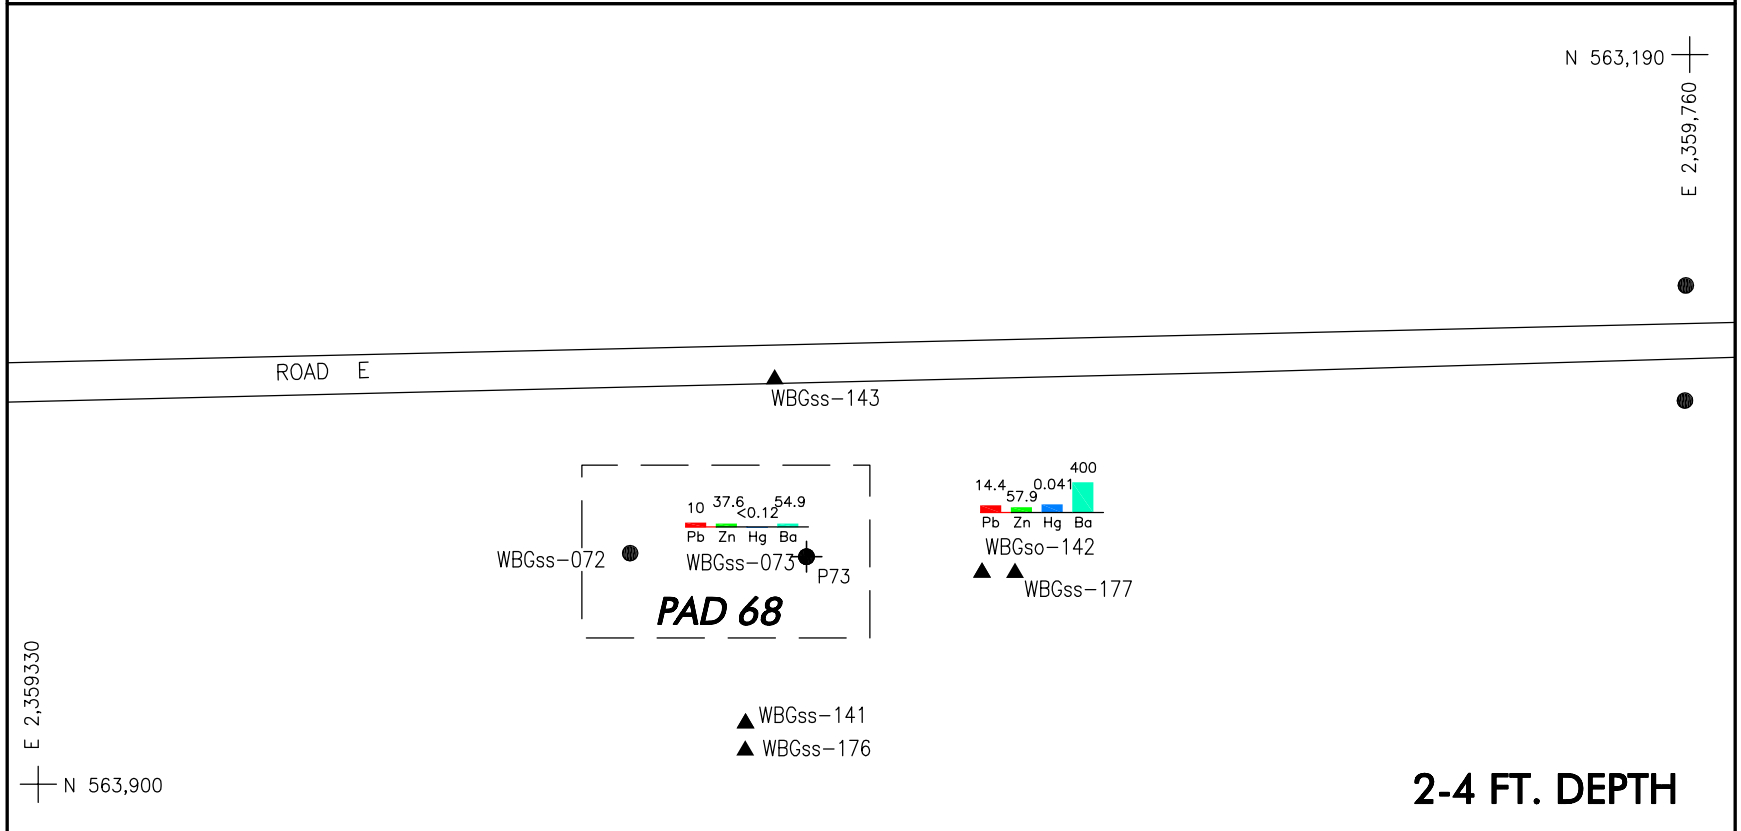 N 563,190
E 2,359,760
ROAD E
WBGss-143
10 37.6 <0.12 54.9
Pb Zn Hg Ba
WBGss-072
WBGss-073
P73
PAD 68
14.4 57.9 0.041 400
Pb Zn Hg Ba
WBGso-142
WBGss-177
WBGss-141
WBGss-176
E 2,359330
N 563,900
2-4 FT. DEPTH